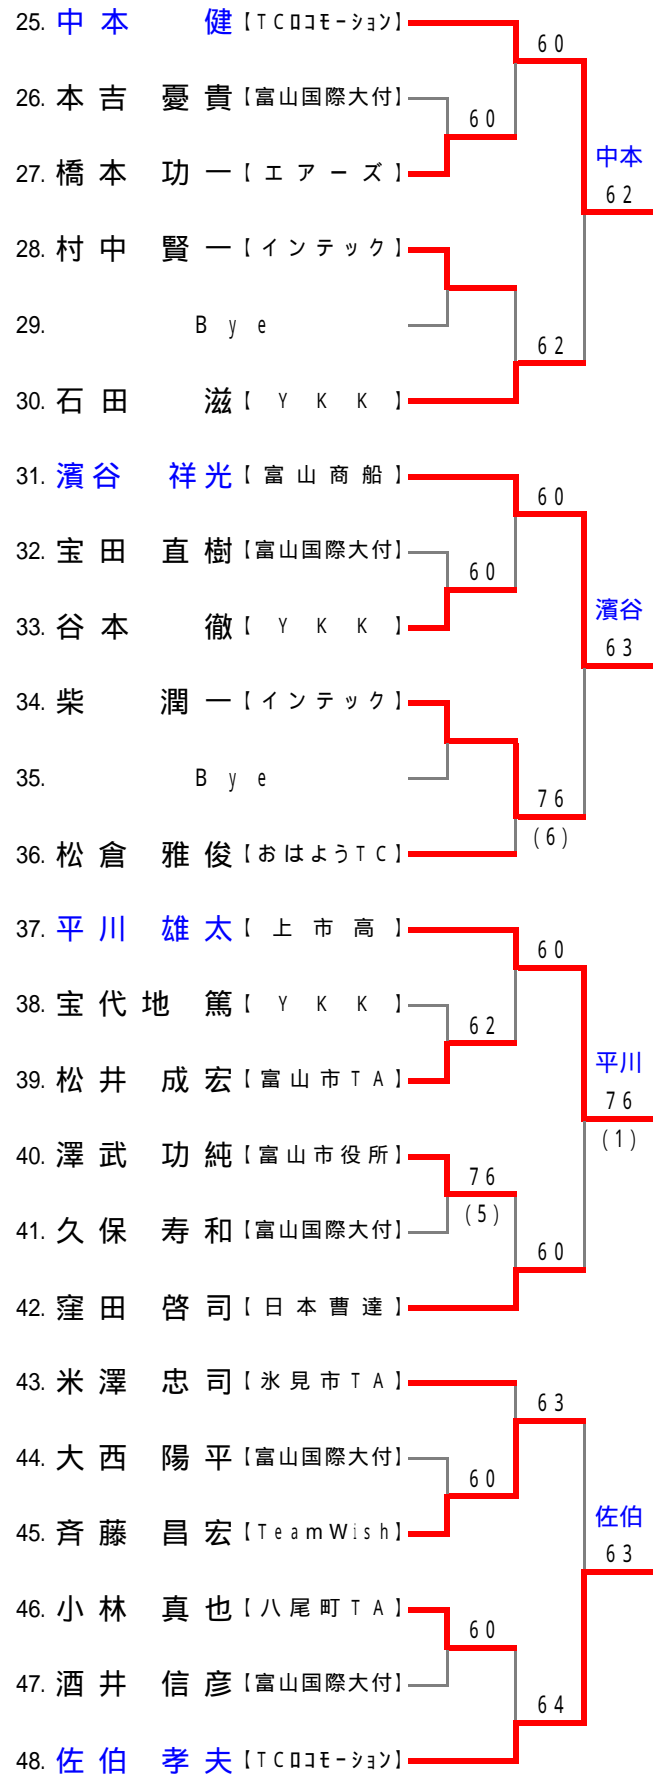 25. 中本 健【TCロコモーション】
60
26. 本吉 憂貴【富山国際大付】
60
27. 橋本 功一【エアーズ】
中本
62
28. 村中 賢一【インテック】
29. Bye
62
30. 石田 滋【YKK】
31. 濱谷 祥光【富山商船】
60
32. 宝田 直樹【富山国際大付】
60
33. 谷本 徹【YKK】
濱谷
63
34. 柴 潤一【インテック】
35. Bye
76
(6)
36. 松倉 雅俊【おはようTC】
37. 平川 雄太【上市高】
60
38. 宝代地 篤【YKK】
62
39. 松井 成宏【富山市TA】
平川
76
(1)
40. 澤武 功純【富山市役所】
76
(5)
41. 久保 寿和【富山国際大付】
60
42. 窪田 啓司【日本曹達】
43. 米澤 忠司【氷見市TA】
63
44. 大西 陽平【富山国際大付】
60
45. 斉藤 昌宏【TeamWish】
佐伯
63
46. 小林 真也【八尾町TA】
60
47. 酒井 信彦【富山国際大付】
64
48. 佐伯 孝夫【TCロコモーション】